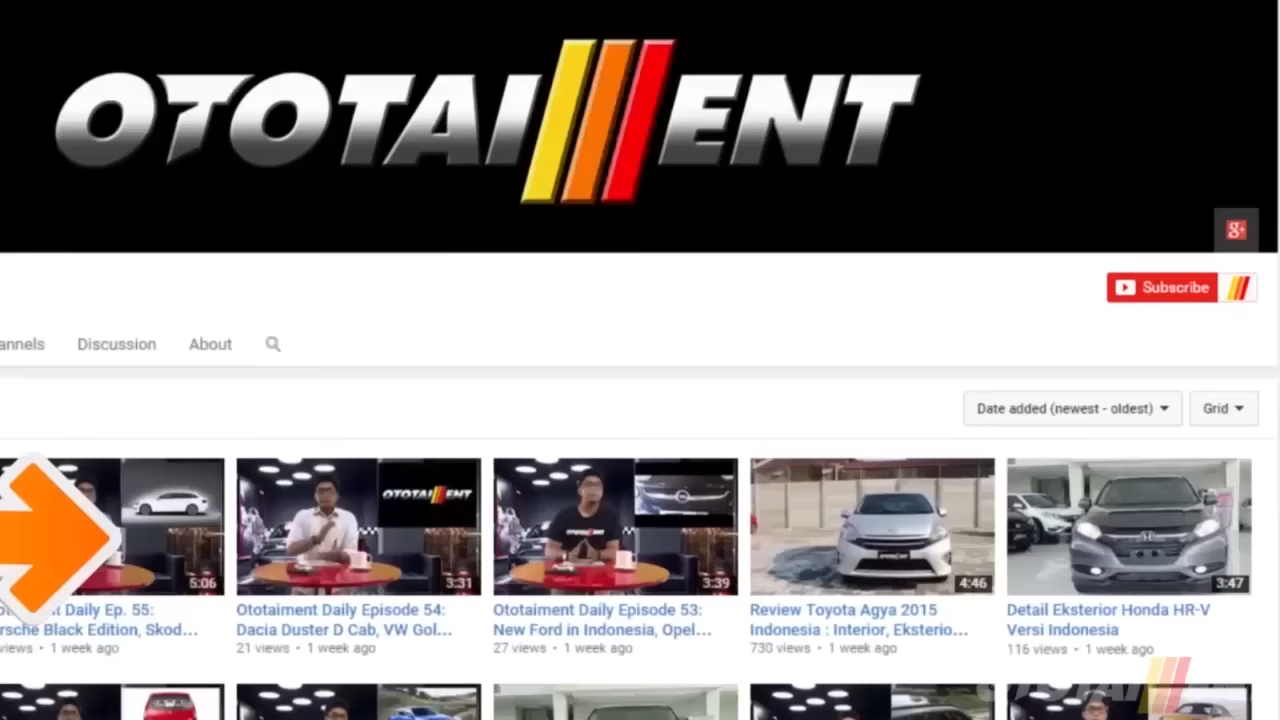 OTOTAIMENT
g+
Subscribe
annels Discussion About
Date added (newest - oldest) Grid
OTOTAIMENT
5:06 3:31 3:39 4:46 3:47
t Daily Ep. 55:
rsche Black Edition, Skod...
views • 1 week ago
Ototaiment Daily Episode 54:
Dacia Duster D Cab, VW Gol...
21 views • 1 week ago
Ototaiment Daily Episode 53:
New Ford in Indonesia, Opel...
27 views • 1 week ago
Review Toyota Agya 2015
Indonesia : Interior, Eksterio...
730 views • 1 week ago
Detail Eksterior Honda HR-V
Versi Indonesia
116 views • 1 week ago